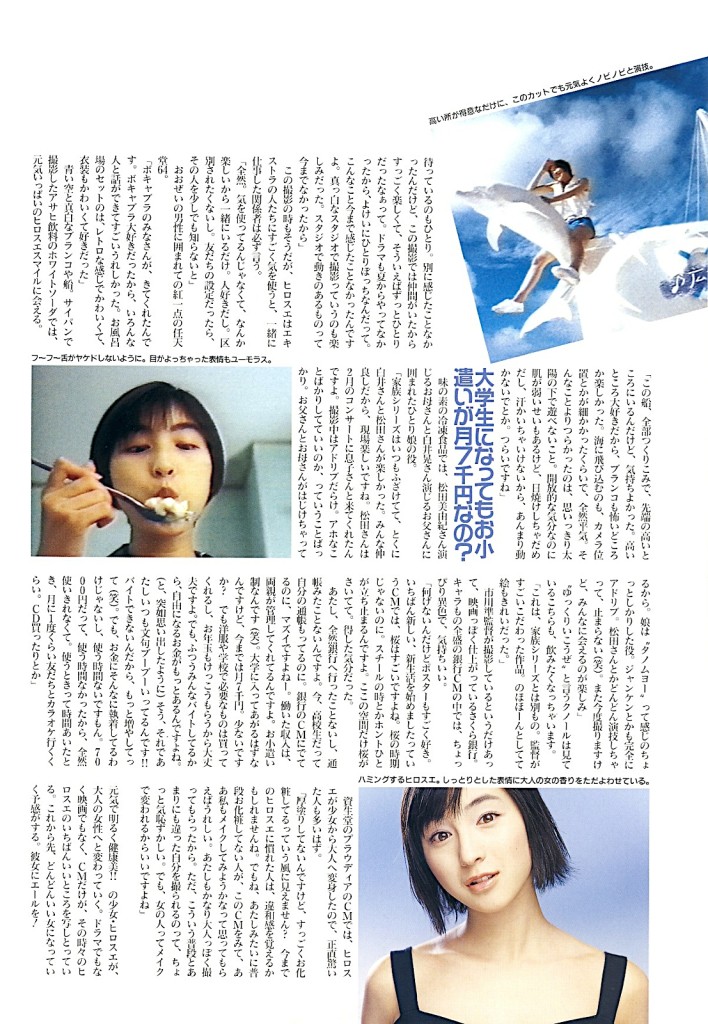 高い所が得意なだけに、このカットでも元気よくノビノビと演技。
待っているのもひとり。別に感じたことなか
ったんだけど、この撮影では仲間がいたから
すっごく楽しくて、そういえばずっとひとり
だったなぁって。ドラマも夏からやってなか
ったから、よけいにひとりぼっちなんだって。
こんなこと今まで感じたことなかったんです
よ。真っ白なスタジオで撮影っていうのも楽
しみだった。スタジオで動きのあるものって
今までなかったから」
この撮影の時もそうだが、ヒロスエはエキ
ストラの人たちにすごく気を使うと、一緒に
仕事した関係者は必ず言う。
「全然。気を使ってるんじゃなくて、なんか
楽しいから一緒にいるだけ。人好きだし。区
別されたくないし。友だちの設定だったら、
その人を少しでも知らないと」
おおぜいの男性に囲まれての紅一点の任天
堂64。
「ボキャブラのみなさんが、きてくれたんで
す。ボキャブラ大好きだったから、いろんな
人と話ができてすごいうれしかった。お風呂
場のセットのは、レトロな感じでかわいくて、
衣装もかわいくて好きだった」
青い空と真白なブランコや船。サイパンで
撮影したアサヒ飲料のホワイトソーダでは、
元気いっぱいのヒロスエスマイルに会える。
「この船、全部つくりこみで、先端の高いと
ころにいるんだけど、気持ちよかった。高い
ところ大好きだから、ブランコも怖いどころ
か楽しかった。海に飛び込むのも、カメラ位
置とかが細かかったくらいで、全然平気。そ
んなことよりつらかったのは、思いっきり太
陽の下で遊べないこと。開放的な気分なのに
肌が弱いせいもあるけど、日焼けしちゃだめ
だし、汗かいちゃいけないから、あんまり動
かないでとか。つらいですね」
大学生になってもお小
遣いが月7千円なの?
味の素の冷凍食品では、松田美由紀さん演
じるお母さんと白井晃さん演じるお父さんに
囲まれたひとり娘の役。
「家族シリーズはいつもふざけてて、とくに
白井さんと松田さんが楽しかった。みんな仲
良しだから、現場楽しいですね。松田さんは
2月のコンサートに息子さんと来てくれたん
ですよ。撮影中はアドリブだらけ。アホなこ
とばかりしてていいのか、っていうことばっ
かり。お父さんとお母さんがはじけちゃって
フ〜フ〜舌がヤケドしないように。目がよっちゃった表情もユーモラス。
るから。娘は〝タノムヨー〟って感じのちょ
っとしかりした役。ジャンケンとかも完全に
アドリブ。松田さんとかどんどん演技しちゃ
って、止まらない(笑)。また今度撮りますけ
ど、みんなに会えるのが楽しみ」
〝ゆっくりいこうぜ〟と言うクノールは見て
いるこちらも、飲みたくなっちゃいます。
「これは、家族シリーズとは別もの。監督が
すごいこだわった作品。のほほーんとしてて
絵もきれいだった。」
市川準監督が撮影しているというだけあっ
て、映画っぽく仕上がっているさくら銀行。
キャラもの全盛の銀行CMの中では、ちょっ
ぴり異色で、気持ちいい。
「何げないんだけどポスターもすごく好き。
いちばん新しい、新生活を始めましたってい
うCMでは、桜はすごいですよね。桜の時期
じゃないのに。スチールの時とかホントひと
が立ち止まるんですよ。ここの空間だけ桜が
さいてて。得した気分だった。
あたし、全然銀行へ行ったことないし、通
帳みたことないんですよ。今、高校生だって
自分の通帳もってるのに。銀行のCMにでて
るのに、マズイですよねー。働いた収入は、
両親が管理してくれてるんですよ。お小遣い
制なんです(笑)。大学に入ってあがるはずな
んですけど、今までは月7千円。少ないです
か? でも洋服や学校で必要なものは買って
くれるし、お年玉もけっこうもらうから大丈
夫ですよ。でも、ふつうみんなバイトしてるか
ら、自由になるお金がもっとあるんですよね。
(と、突如思い出したように)そう、それであ
たしいつも文句ブーブーいってるんです!!
バイトできないんだから、もっと増やしてっ
て(笑)。でも、お金にそんなに執着してるわ
けじゃないし、使う時間ないですもん。70
00円だって、使う時間なかったから、全然
使いきれなくて、使うときって時間あいたと
き、月に1度くらい友だちとカラオケ行くく
らい。CD買ったりとか」
ハミングするヒロスエ。しっとりとした表情に大人の女の香りをただよわせている。
資生堂のプラウディアのCMでは、ヒロス
エが少女から大人へ変身したので、正直驚い
た人も多いはず。
「厚塗りしてないんですけど、すっごくお化
粧してるっていう風に見えません? 今まで
のヒロスエに慣れた人は、違和感を覚えるか
もしれませんね。でもね、あたしみたいに普
段お化粧してない人が、このCMをみて、あ
あ私もメイクしてみようかなって思ってもら
えばうれしい。あたしもかなり大人っぽく撮
ってもらったから。ただ、こういう普段とあ
まりにも違った自分を撮られるのって、ちょ
っと気恥ずかしい。でも、女の人ってメイク
で変われるからいいですよね」
元気で明るく健康美!! の少女・ヒロスエが、
大人の女性へと変わっていく。ドラマでもな
く映画でもなく、CMだけが、その時々のヒ
ロスエのいちばんいいところを写しとってい
る。これから先、どんどんいい女になってい
く予感がする。彼女にエールを!